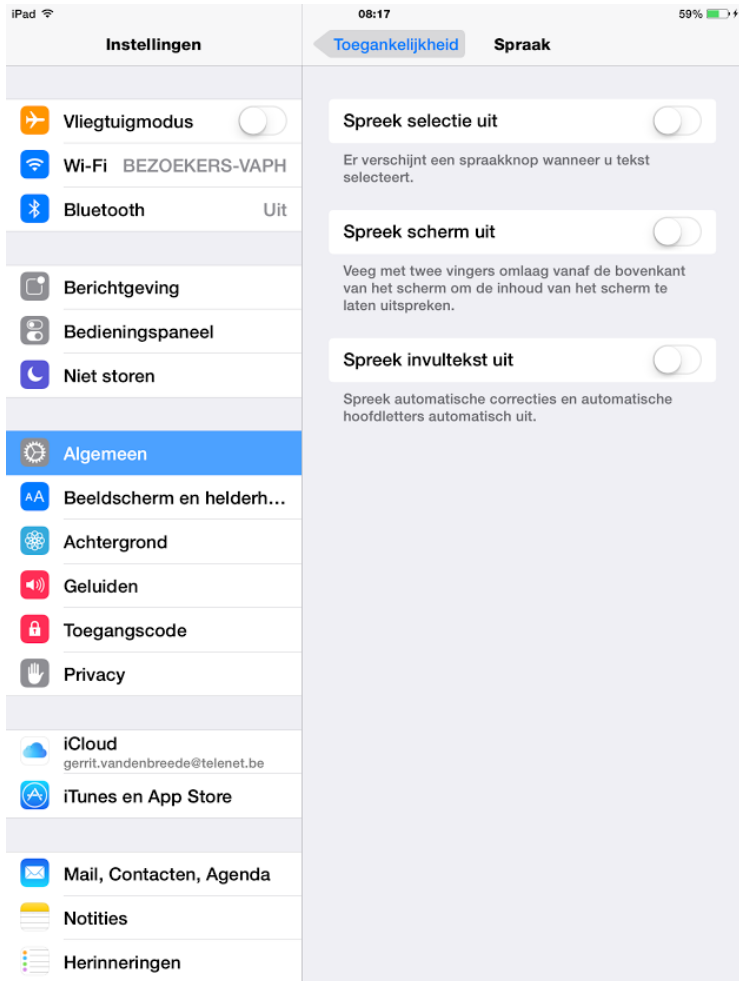 iPad 08:17 59%
Instellingen
Vliegtuigmodus
Wi-Fi BEZOEKERS-VAPH
Bluetooth Uit
Berichtgeving
Bedieningspaneel
Niet storen
Algemeen
AA Beeldscherm en helderh...
Achtergrond
Geluiden
Toegangscode
Privacy
iCloud
gerrit.vandenbreede@telenet.be
iTunes en App Store
Mail, Contacten, Agenda
Notities
Herinneringen
Toegankelijkheid Spraak
Spreek selectie uit
Er verschijnt een spraakknop wanneer u tekst
selecteert.
Spreek scherm uit
Veeg met twee vingers omlaag vanaf de bovenkant
van het scherm om de inhoud van het scherm te
laten uitspreken.
Spreek invultekst uit
Spreek automatische correcties en automatische
hoofdletters automatisch uit.